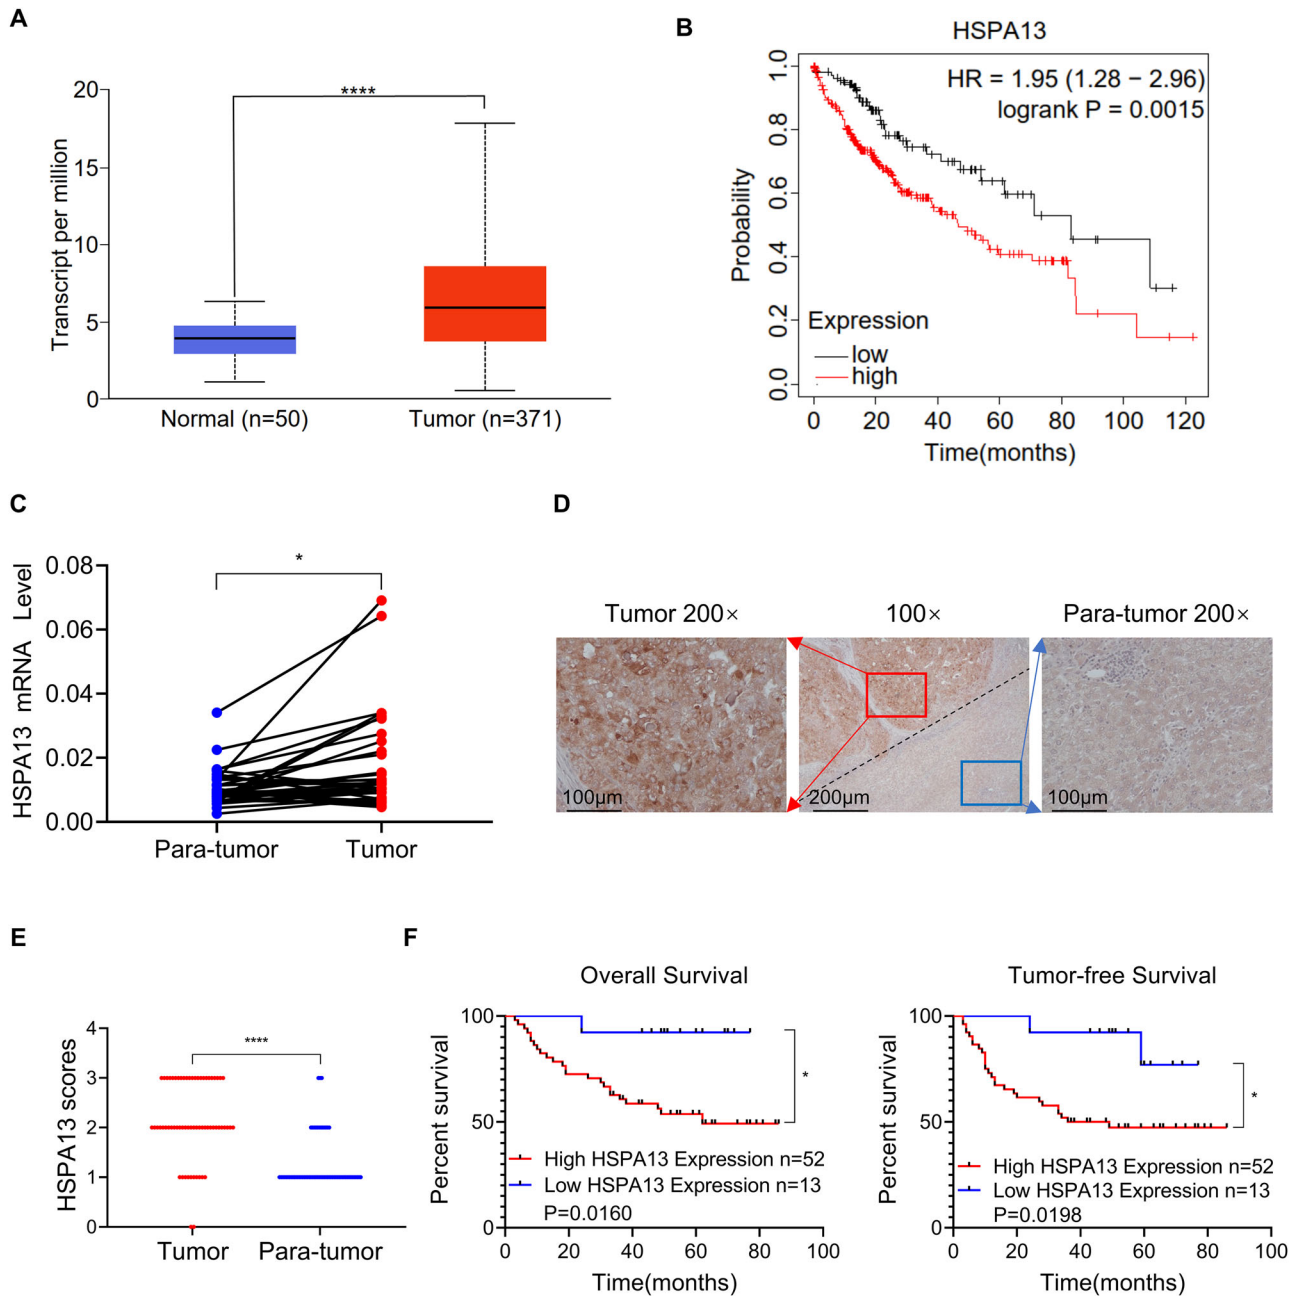 A
20
15
10
5
0
Transcript per million
****
Normal (n=50)
Tumor (n=371)
B
HSPA13
HR = 1.95 (1.28 − 2.96)
logrank P = 0.0015
1.0
0.8
0.6
0.4
0.2
0.0
Probability
Expression
low
high
0 20 40 60 80 100 120
Time(months)
C
0.08
0.06
0.04
0.02
0.00
HSPA13 mRNA Level
*
Para-tumor
Tumor
D
Tumor 200×
100×
Para-tumor 200×
100μm
200μm
100μm
E
4
3
2
1
0
HSPA13 scores
****
Tumor
Para-tumor
F
Overall Survival
100
50
0
Percent survival
*
High HSPA13 Expression n=52
Low HSPA13 Expression n=13
P=0.0160
0 20 40 60 80 100
Time(months)
Tumor-free Survival
100
50
0
Percent survival
*
High HSPA13 Expression n=52
Low HSPA13 Expression n=13
P=0.0198
0 20 40 60 80 100
Time(months)